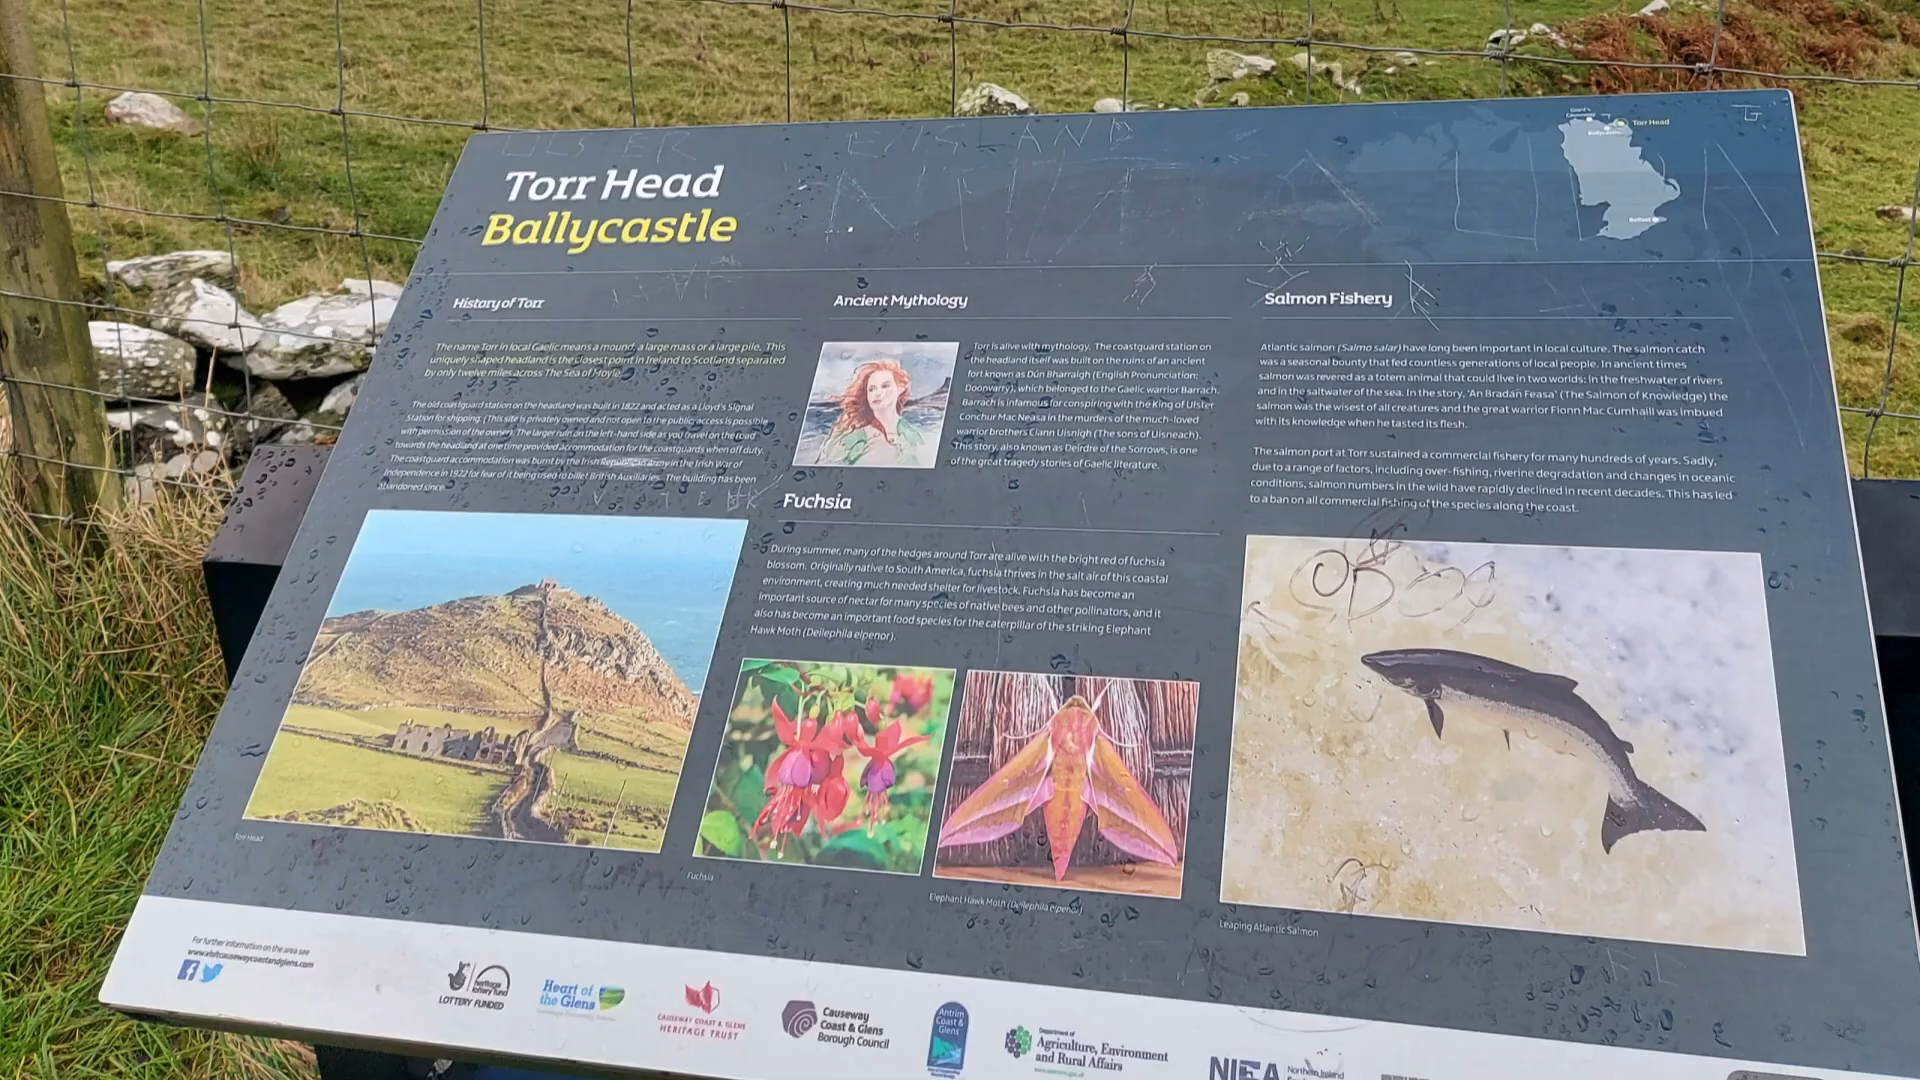 Torr Head
Ballycastle
Giant's
Causeway
Ballycastle
Torr Head
Belfast
History of Torr
The name Torr in local Gaelic means a mound, a large mass or a large pile. This
uniquely shaped headland is the closest point in Ireland to Scotland separated
by only twelve miles across The Sea of Moyle.
The old coastguard station on the headland was built in 1822 and acted as a Lloyd's Signal
Station for shipping. (This site is privately owned and not open to the public access is possible
with permission of the owner). The larger ruin on the left-hand side as you travel on the road
towards the headland at one time provided accommodation for the coastguards when off duty.
The coastguard accommodation was burnt by the Irish Republican army in the Irish War of
Independence in 1922 for fear of it being used to billet British Auxiliaries. The building has been
abandoned since.
Torr Head
Ancient Mythology
Torr is alive with mythology. The coastguard station on
the headland itself was built on the ruins of an ancient
fort known as Dún Bharraigh (English Pronunciation:
Doonvarry), which belonged to the Gaelic warrior Barrach.
Barrach is infamous for conspiring with the King of Ulster
Conchur Mac Neasa in the murders of the much-loved
warrior brothers Clann Uisnigh (The sons of Uisneach).
This story, also known as Deirdre of the Sorrows, is one
of the great tragedy stories of Gaelic literature.
Fuchsia
During summer, many of the hedges around Torr are alive with the bright red of fuchsia
blossom. Originally native to South America, fuchsia thrives in the salt air of this coastal
environment, creating much needed shelter for livestock. Fuchsia has become an
important source of nectar for many species of native bees and other pollinators, and it
also has become an important food species for the caterpillar of the striking Elephant
Hawk Moth (Deilephila elpenor).
Fuchsia
Elephant Hawk Moth (Deilephila elpenor)
Salmon Fishery
Atlantic salmon (Salmo salar) have long been important in local culture. The salmon catch
was a seasonal bounty that fed countless generations of local people. In ancient times
salmon was revered as a totem animal that could live in two worlds: in the freshwater of rivers
and in the saltwater of the sea. In the story, 'An Bradán Feasa' (The Salmon of Knowledge) the
salmon was the wisest of all creatures and the great warrior Fionn Mac Cumhaill was imbued
with its knowledge when he tasted its flesh.
The salmon port at Torr sustained a commercial fishery for many hundreds of years. Sadly,
due to a range of factors, including over-fishing, riverine degradation and changes in oceanic
conditions, salmon numbers in the wild have rapidly declined in recent decades. This has led
to a ban on all commercial fishing of the species along the coast.
Leaping Atlantic Salmon
For further information on the area see
www.visitcausewaycoastandglens.com
heritage
lottery fund
LOTTERY FUNDED
Heart of
the Glens
CAUSEWAY COAST & GLENS
HERITAGE TRUST
Causeway
Coast & Glens
Borough Council
Antrim
Coast &
Glens
Department of
Agriculture, Environment
and Rural Affairs
NIEA
Northern Ireland